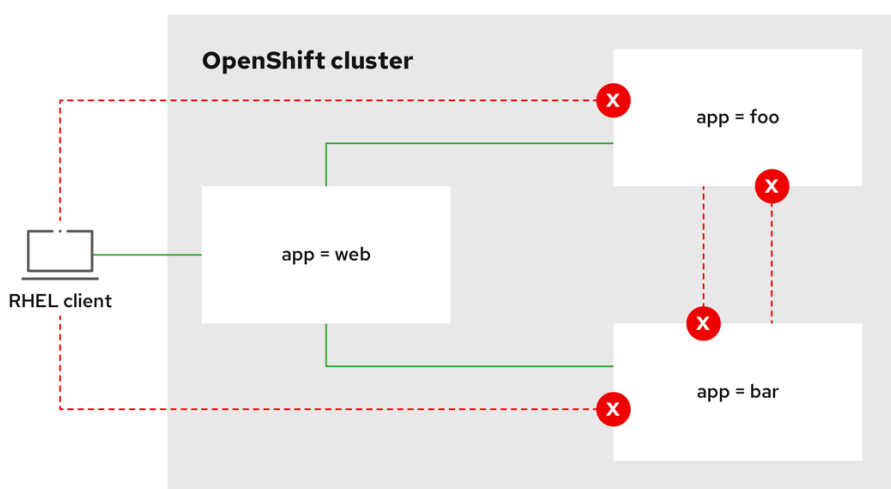 OpenShift cluster
X
app = foo
X
app = web
RHEL client
X
app = bar
X